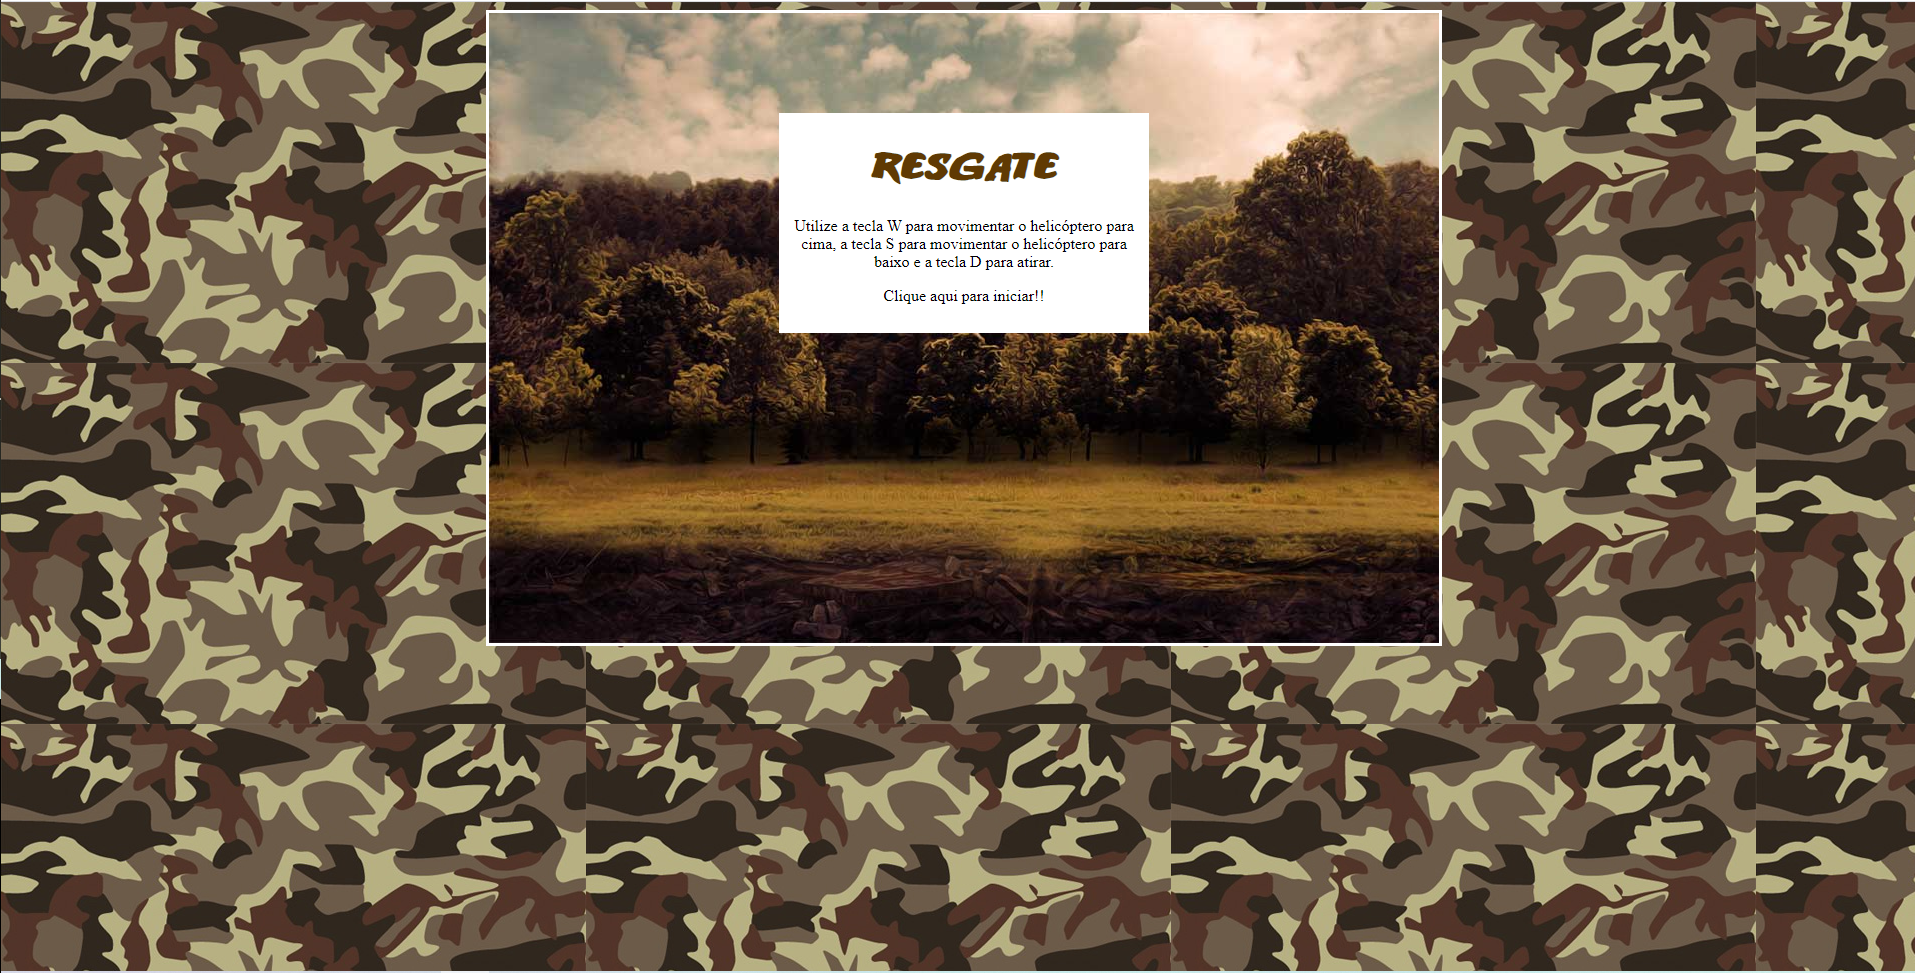 RESGATE
Utilize a tecla W para movimentar o helicóptero para
cima, a tecla S para movimentar o helicóptero para
baixo e a tecla D para atirar.
Clique aqui para iniciar!!